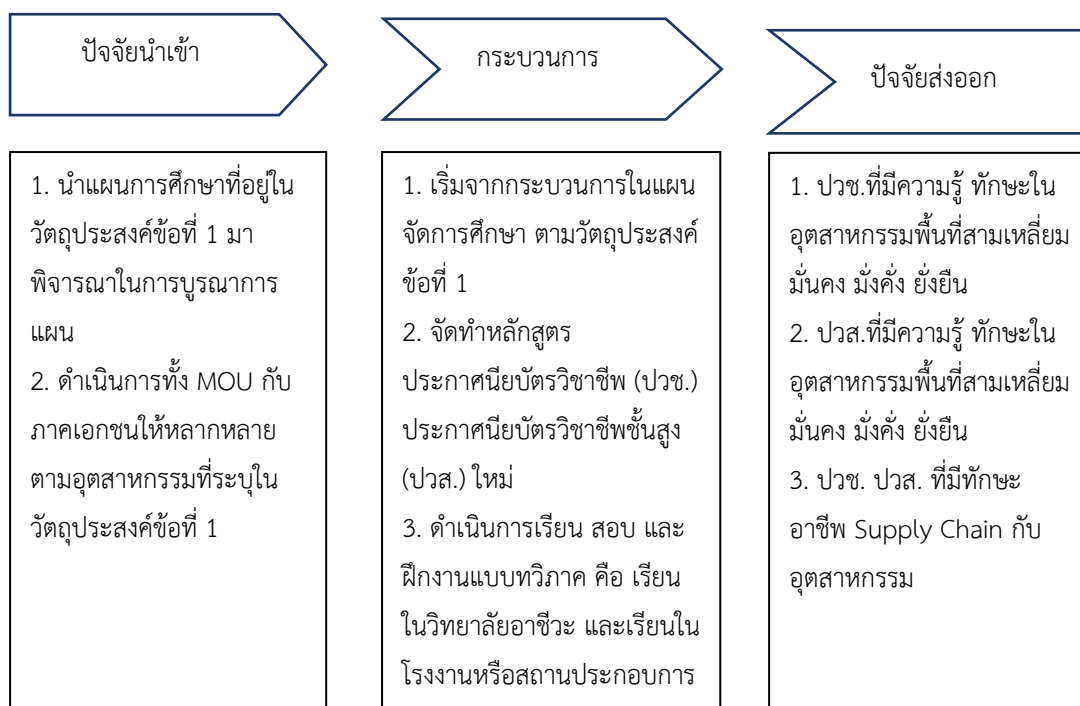 ปัจจัยนำเข้า
กระบวนการ
ปัจจัยส่งออก
1. นำแผนการศึกษาที่อยู่ใน
วัตถุประสงค์ข้อที่ 1 มา
พิจารณาในการบูรณาการ
แผน
2. ดำเนินการทั้ง MOU กับ
ภาคเอกชนให้หลากหลาย
ตามอุตสาหกรรมที่ระบุใน
วัตถุประสงค์ข้อที่ 1
1. เริ่มจากกระบวนการในแผน
จัดการศึกษา ตามวัตถุประสงค์
ข้อที่ 1
2. จัดทำหลักสูตร
ประกาศนียบัตรวิชาชีพ (ปวช.)
ประกาศนียบัตรวิชาชีพชั้นสูง
(ปวส.) ใหม่
3. ดำเนินการเรียน สอบ และ
ฝึกงานแบบทวิภาค คือ เรียน
ในวิทยาลัยอาชีวะ และเรียนใน
โรงงานหรือสถานประกอบการ
1. ปวช.ที่มีความรู้ ทักษะใน
อุตสาหกรรมพื้นที่สามเหลี่ยม
มั่นคง มั่งคั่ง ยั่งยืน
2. ปวส.ที่มีความรู้ ทักษะใน
อุตสาหกรรมพื้นที่สามเหลี่ยม
มั่นคง มั่งคั่ง ยั่งยืน
3. ปวช. ปวส. ที่มีทักษะ
อาชีพ Supply Chain กับ
อุตสาหกรรม